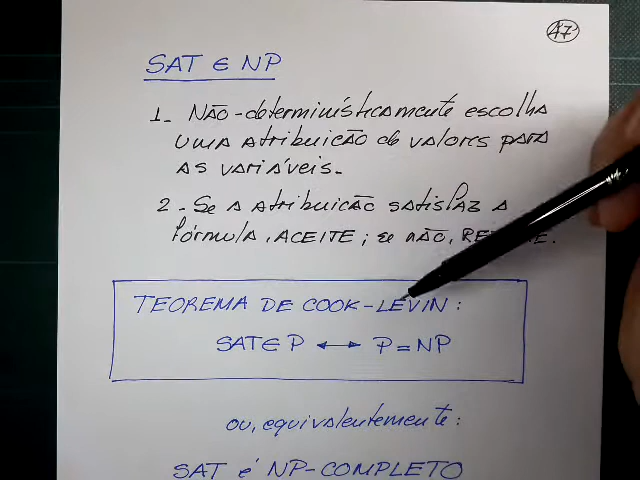 47
SAT ∈ NP
1- NÃO-deterministicamente escolha
uma atribuição de valores para
as variáveis.
2 - Se a atribuição satisfaz a
fórmula, ACEITE; se não,
TEOREMA DE COOK-LEVIN:
SAT ∈ P ↔ P = NP
ou, equivalentemente:
SAT é NP-COMPLETO